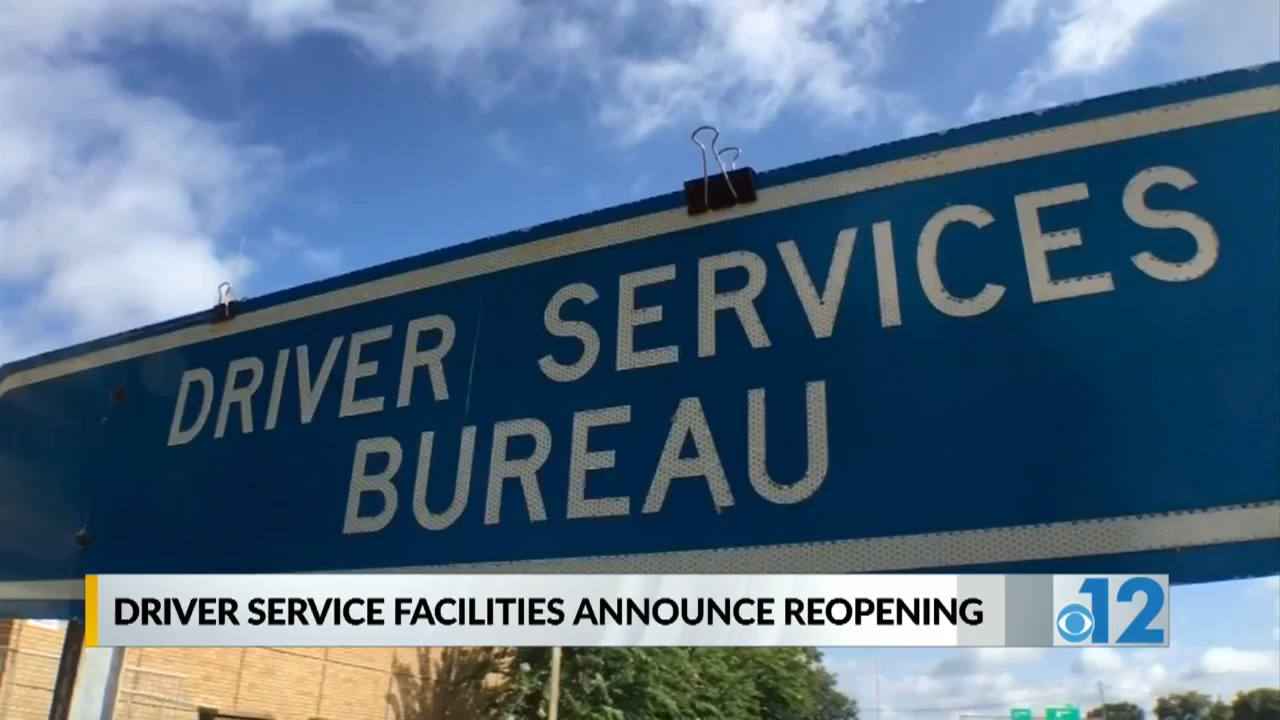 DRIVER SERVICES
BUREAU
DRIVER SERVICE FACILITIES ANNOUNCE REOPENING
12